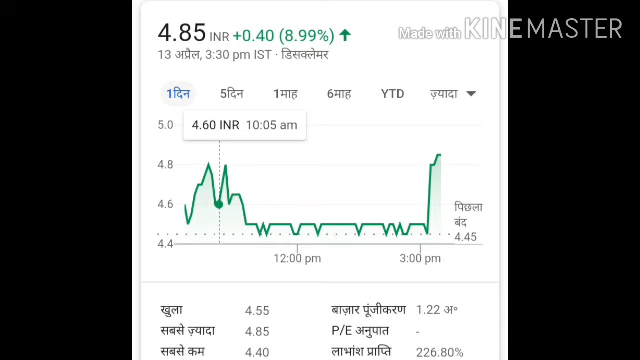 4.85 INR +0.40 (8.99%) ↑
Made with KINEMASTER
13 अप्रैल, 3:30 pm IST · डिसक्लेमर
1दिन 5दिन 1माह 6माह YTD ज़्यादा
4.60 INR 10:05 am
5.0
4.8
4.6
4.4
पिछला
बंद
4.45
12:00 pm 3:00 pm
खुला 4.55 बाज़ार पूंजीकरण 1.22 अ॰
सबसे ज़्यादा 4.85 P/E अनुपात -
सबसे कम 4.40 लाभांश प्राप्ति 226.80%